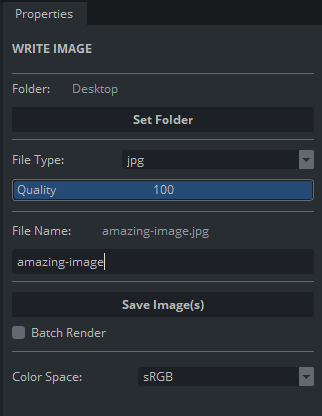 Properties
WRITE IMAGE
Folder: Desktop
Set Folder
File Type: jpg
Quality 100
File Name: amazing-image.jpg
amazing-image
Save Image(s)
Batch Render
Color Space: sRGB